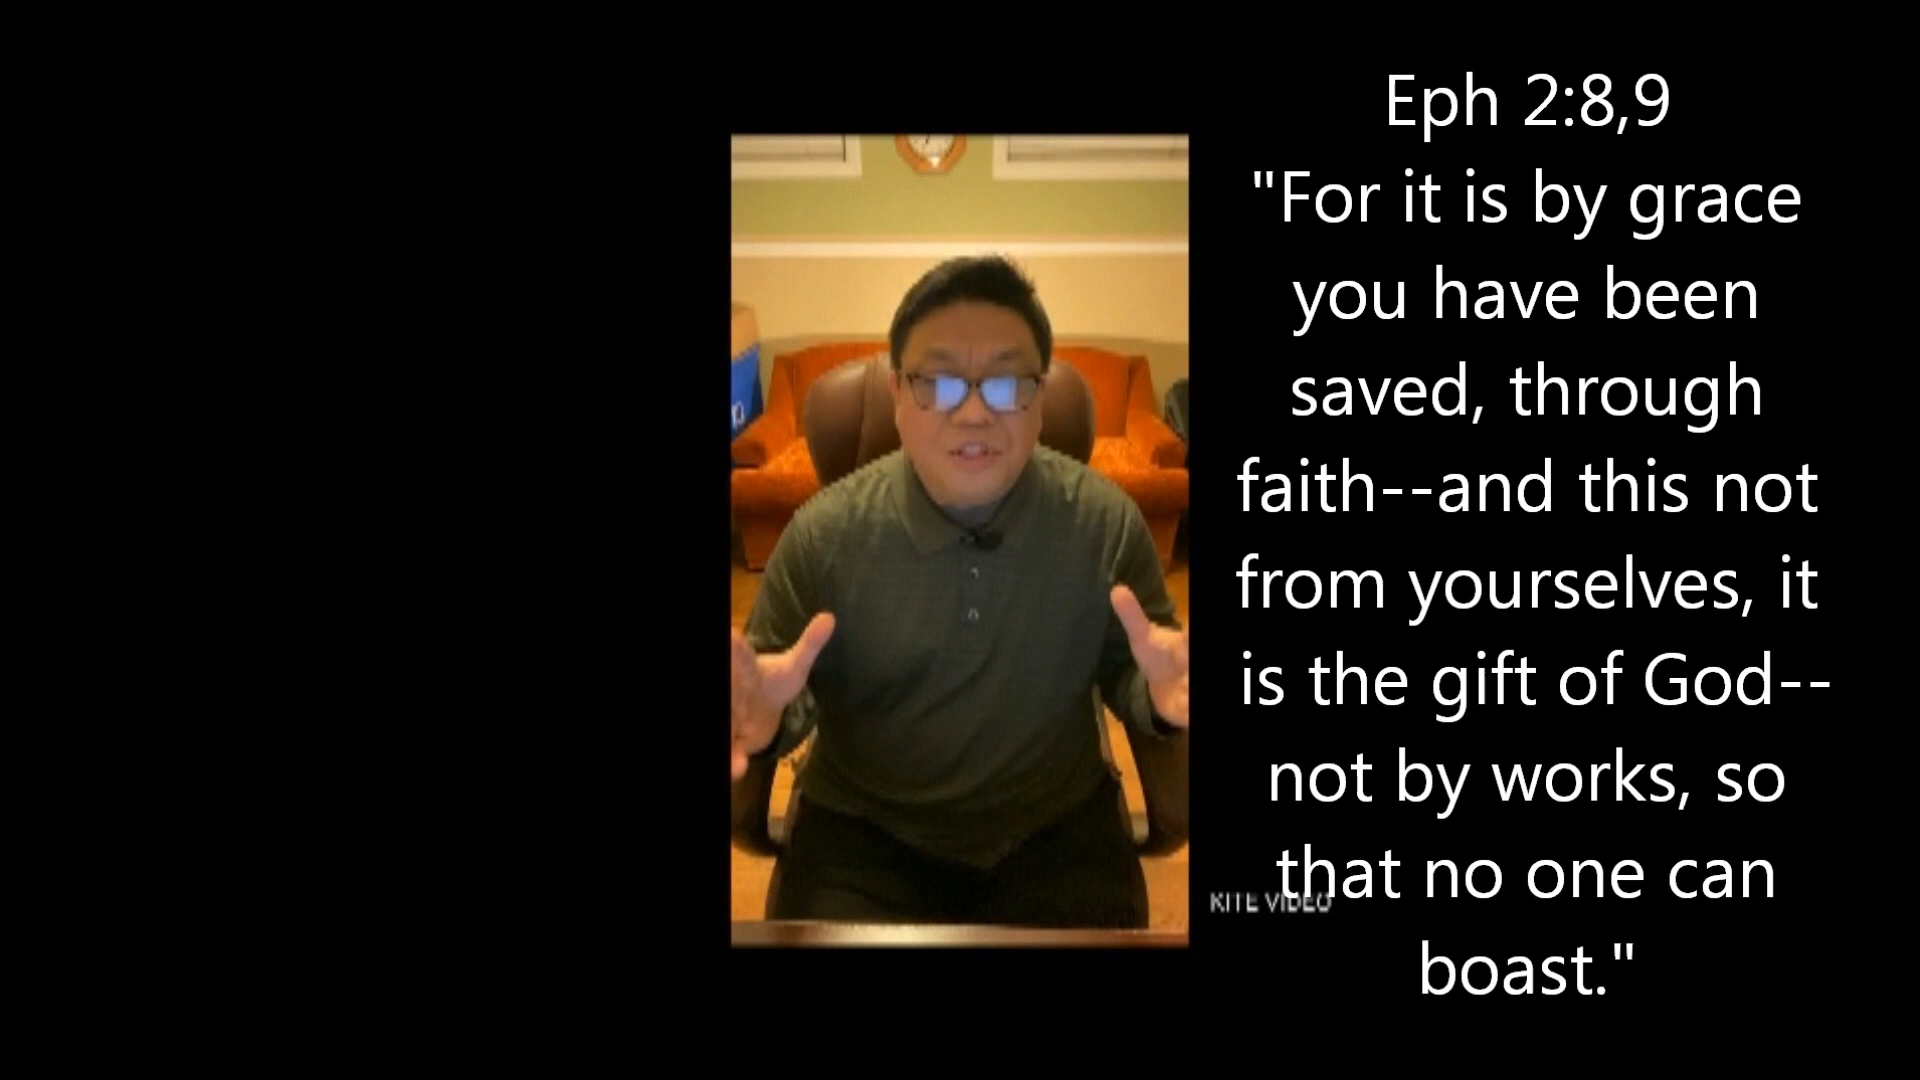 Eph 2:8,9
"For it is by grace
you have been
saved, through
faith--and this not
from yourselves, it
is the gift of God--
not by works, so
that no one can
boast."
KITE VIDEO